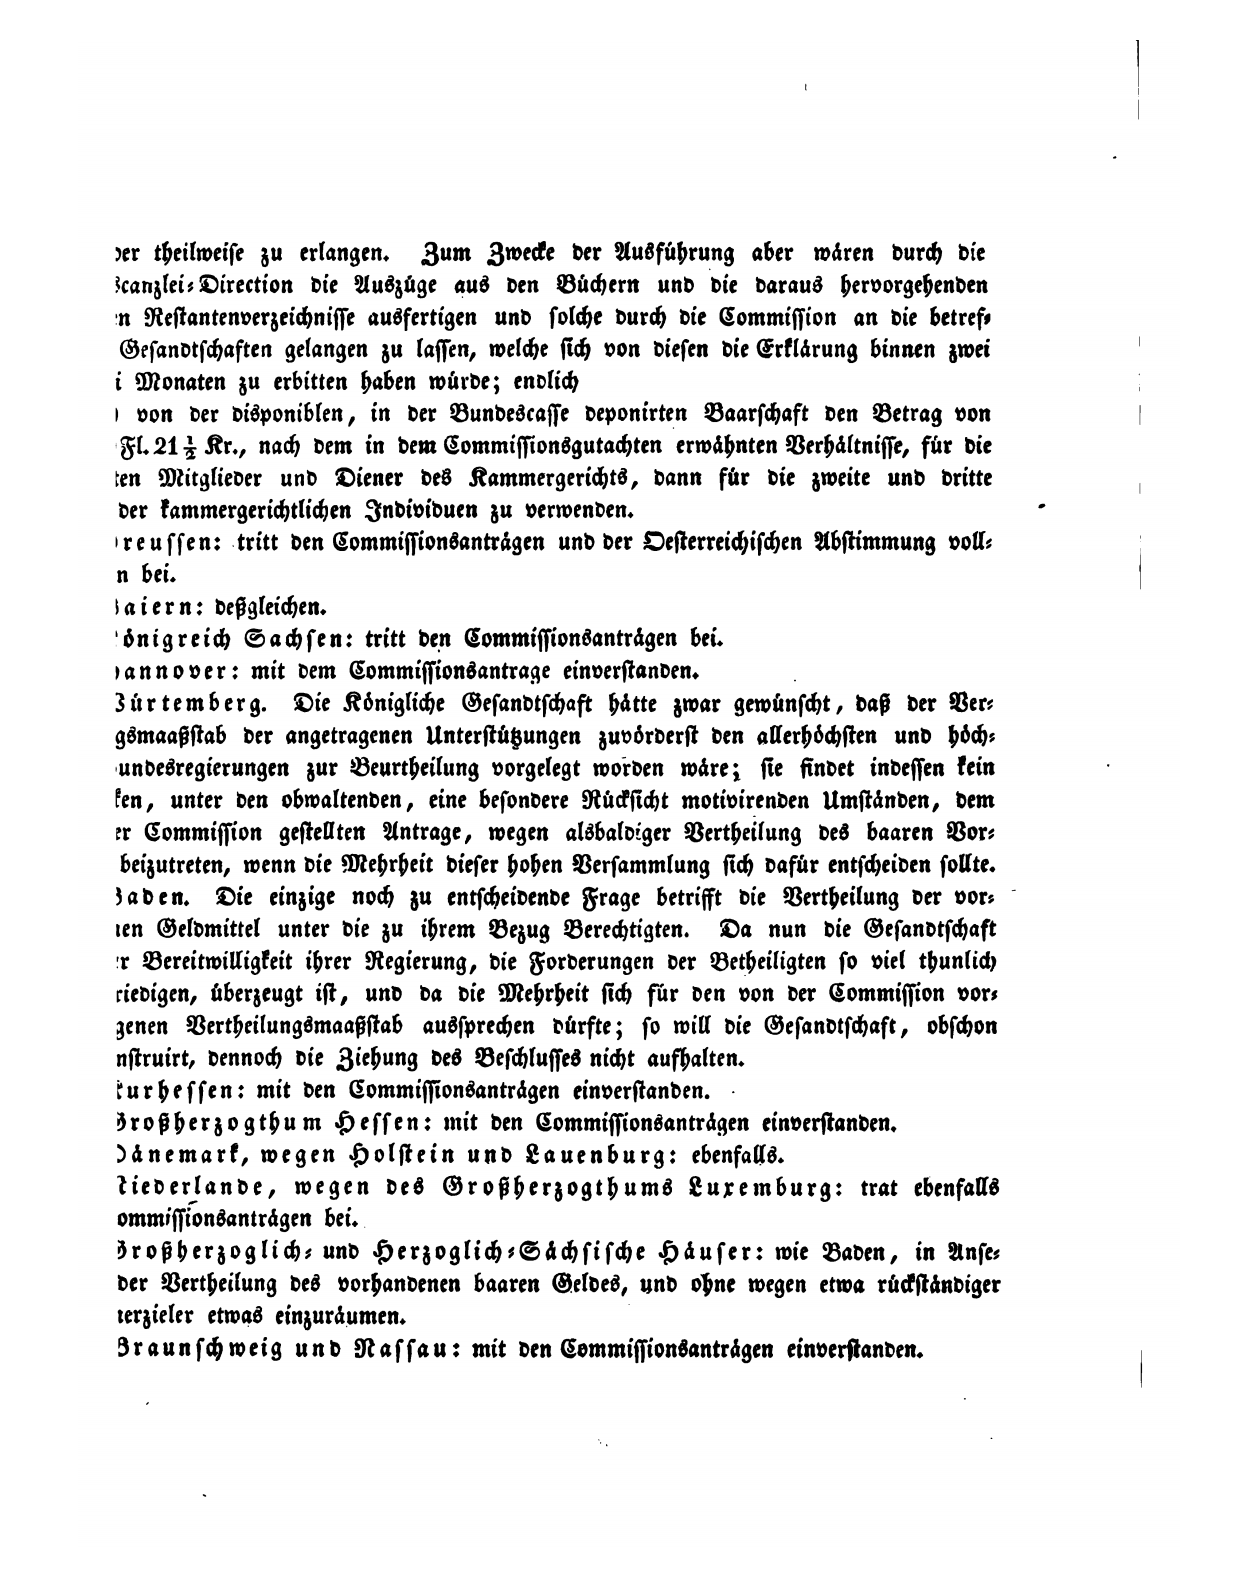 der theilweise zu erlangen. Zum Zwecke der Ausführung aber wären durch die
scanzlei-Direction die Auszüge aus den Büchern und die daraus hervorgehenden
n Restantenverzeichnisse ausfertigen und solche durch die Commission an die betref-
Gesandtschaften gelangen zu lassen, welche sich von diesen die Erklärung binnen zwei
i Monaten zu erbitten haben würde; endlich
) von der disponiblen, in der Bundescasse deponirten Baarschaft den Betrag von
Fl. 21 1/2 Kr., nach dem in dem Commissionsgutachten erwähnten Verhältnisse, für die
ten Mitglieder und Diener des Kammergerichts, dann für die zweite und dritte
der kammergerichtlichen Individuen zu verwenden.
reussen: tritt den Commissionsanträgen und der Oesterreichischen Abstimmung voll-
n bei.
aiern: deßgleichen.
önigreich Sachsen: tritt den Commissionsanträgen bei.
annover: mit dem Commissionsantrage einverstanden.
Würtemberg. Die Königliche Gesandtschaft hätte zwar gewünscht, daß der Ver-
gsmaaßstab der angetragenen Unterstützungen zuvörderst den allerhöchsten und höch-
undesregierungen zur Beurtheilung vorgelegt worden wäre; sie findet indessen kein
ken, unter den obwaltenden, eine besondere Rücksicht motivirenden Umständen, dem
er Commission gestellten Antrage, wegen alsbaldiger Vertheilung des baaren Vor-
beizutreten, wenn die Mehrheit dieser hohen Versammlung sich dafür entscheiden sollte.
Baden. Die einzige noch zu entscheidende Frage betrifft die Vertheilung der vor-
nen Geldmittel unter die zu ihrem Bezug Berechtigten. Da nun die Gesandtschaft
r Bereitwilligkeit ihrer Regierung, die Forderungen der Betheiligten so viel thunlich
riedigen, überzeugt ist, und da die Mehrheit sich für den von der Commission vor-
genen Vertheilungsmaaßstab aussprechen dürfte; so will die Gesandtschaft, obschon
nstruirt, dennoch die Ziehung des Beschlusses nicht aufhalten.
Kurhessen: mit den Commissionsanträgen einverstanden.
Großherzogthum Hessen: mit den Commissionsanträgen einverstanden.
Dänemark, wegen Holstein und Lauenburg: ebenfalls.
Niederlande, wegen des Großherzogthums Luxemburg: trat ebenfalls
ommissionsanträgen bei.
Großherzoglich- und Herzoglich-Sächsische Häuser: wie Baden, in Anse-
der Vertheilung des vorhandenen baaren Geldes, und ohne wegen etwa rückständiger
erzieler etwas einzuräumen.
Braunschweig und Nassau: mit den Commissionsanträgen einverstanden.